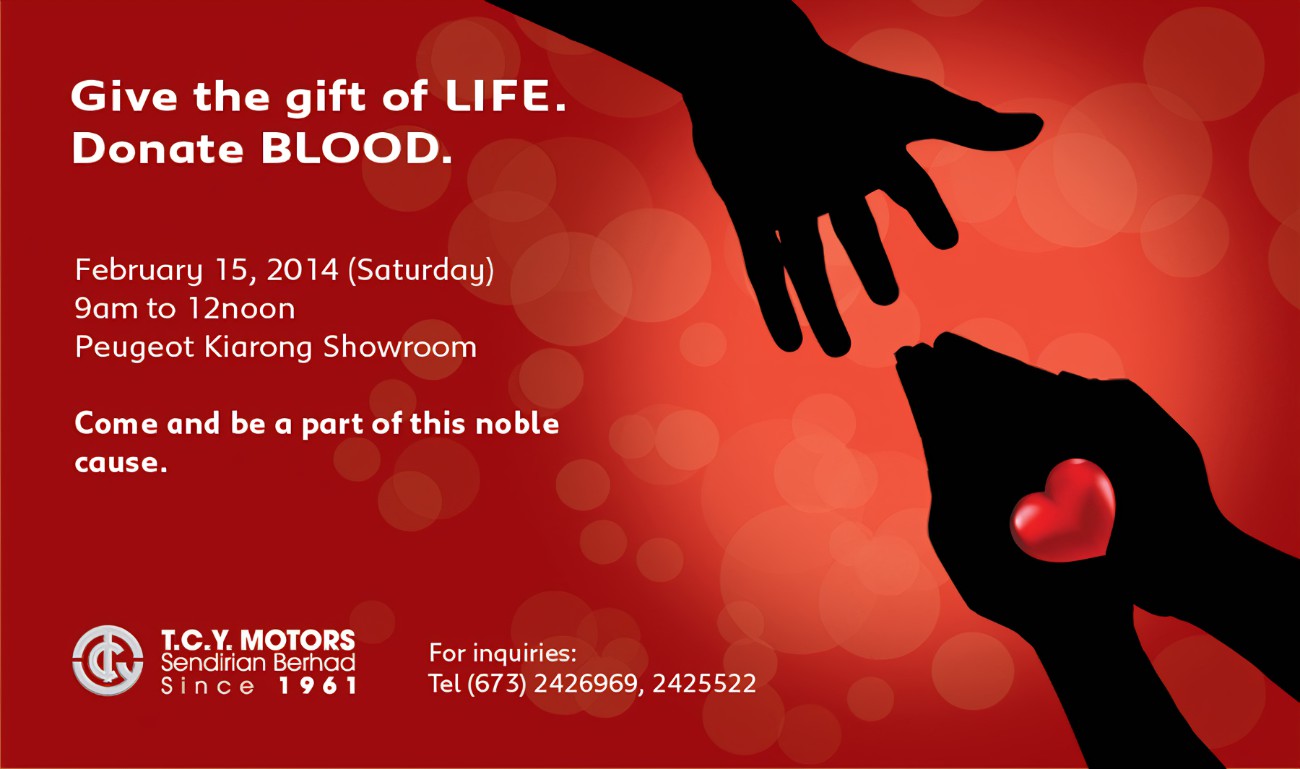 Give the gift of LIFE.
Donate BLOOD.
February 15, 2014 (Saturday)
9am to 12noon
Peugeot Kiarong Showroom
Come and be a part of this noble
cause.
T.C.Y. MOTORS
Sendirian Berhad
Since 1961
For inquiries:
Tel (673) 2426969, 2425522